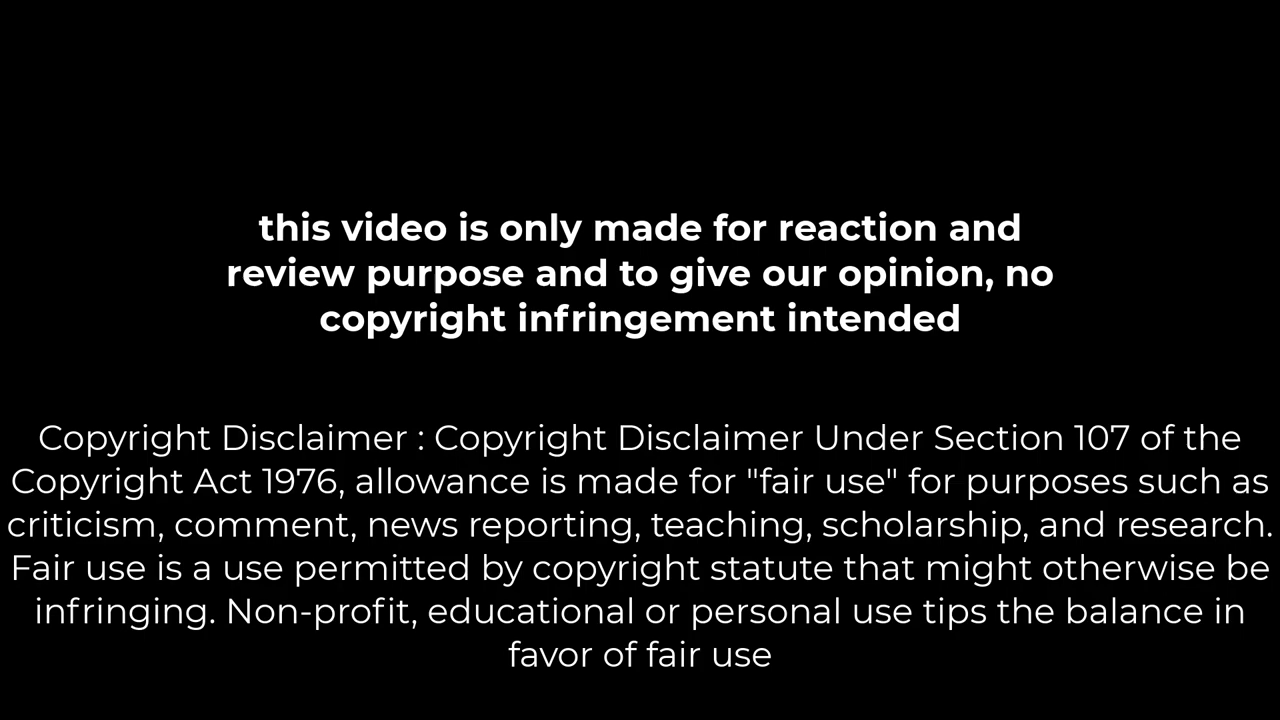 this video is only made for reaction and
review purpose and to give our opinion, no
copyright infringement intended
Copyright Disclaimer : Copyright Disclaimer Under Section 107 of the
Copyright Act 1976, allowance is made for "fair use" for purposes such as
criticism, comment, news reporting, teaching, scholarship, and research.
Fair use is a use permitted by copyright statute that might otherwise be
infringing. Non-profit, educational or personal use tips the balance in
favor of fair use